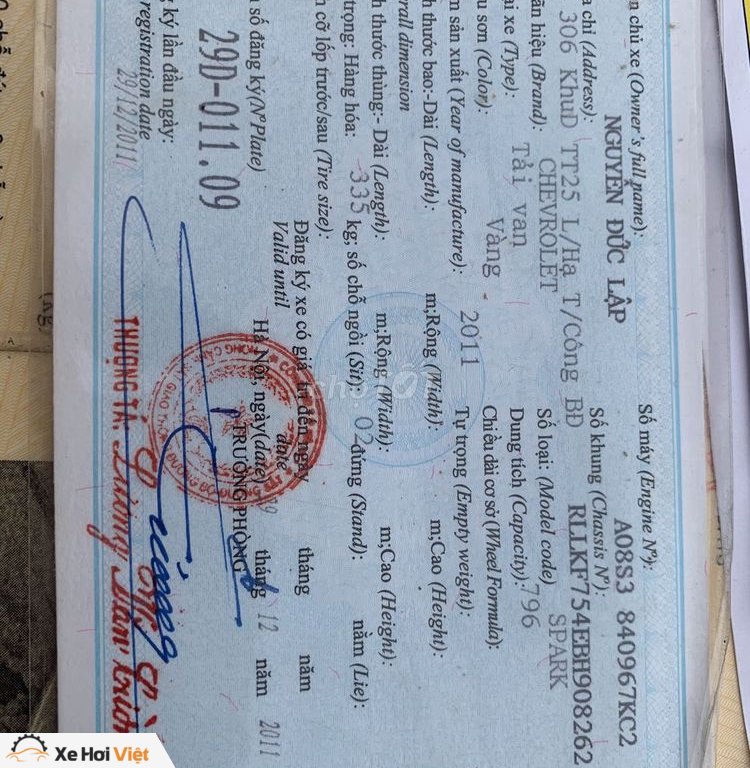 n chủ xe (Owner's full name):
NGUYỄN ĐỨC LẬP
a chỉ (Address):
306 KhuD TT25 L/Hạ T/Công BĐ
ãn hiệu (Brand):
CHEVROLET
ại xe (Type):
Tải van
u sơn (Color):
Vàng
m sản xuất (Year of manufacture):
2011
h thước bao:-Dài (Length):
m;Rộng (Width):
m;Cao (Height):
erall dimension
h thước thùng:- Dài (Length):
m;Rộng (Width):
m;Cao (Height):
trọng: Hàng hóa: 335 kg; số chỗ ngồi (Sit): 02 đứng (Stand): nằm (Lie):
h cỡ lốp trước/sau (Tire size):
Số máy (Engine Nº):
A08S3 840967KC2
Số khung (Chassis Nº):
RLLKF754EBH908262
Số loại: (Model code)
SPARK
Dung tích (Capacity): 796
Chiều dài cơ sở (Wheel Formula):
Tự trọng (Empty weight):
Đăng ký xe có giá trị đến ngày tháng năm
Valid until date
số đăng ký(Nº Plate)
29D-011.09
ký lần đầu ngày:
registration date
29/12/2011
Hà Nội, ngày(date) tháng 12 năm 2011
TRƯỞNG PHÒNG
THƯỢNG TÁ:
chợ TỐT
Xe Hơi Việt